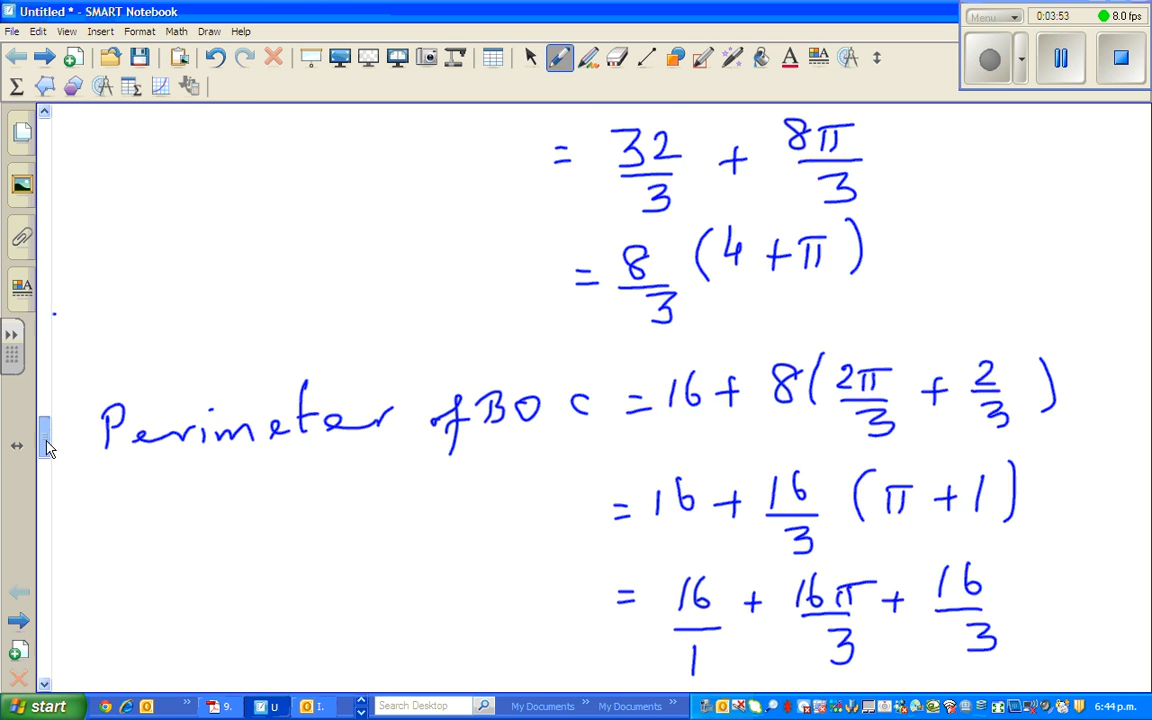 Untitled * - SMART Notebook
Menu
0:03:53
8.0 fps
File Edit View Insert Format Math Draw Help
= 32/3 + 8π/3
= 8/3 (4 + π)
Perimeter of BOC = 16 + 8(2π/3 + 2/3)
= 16 + 16/3 (π + 1)
= 16/1 + 16π/3 + 16/3
start
9.
U
I.
Search Desktop
My Documents
My Documents
6:44 p.m.